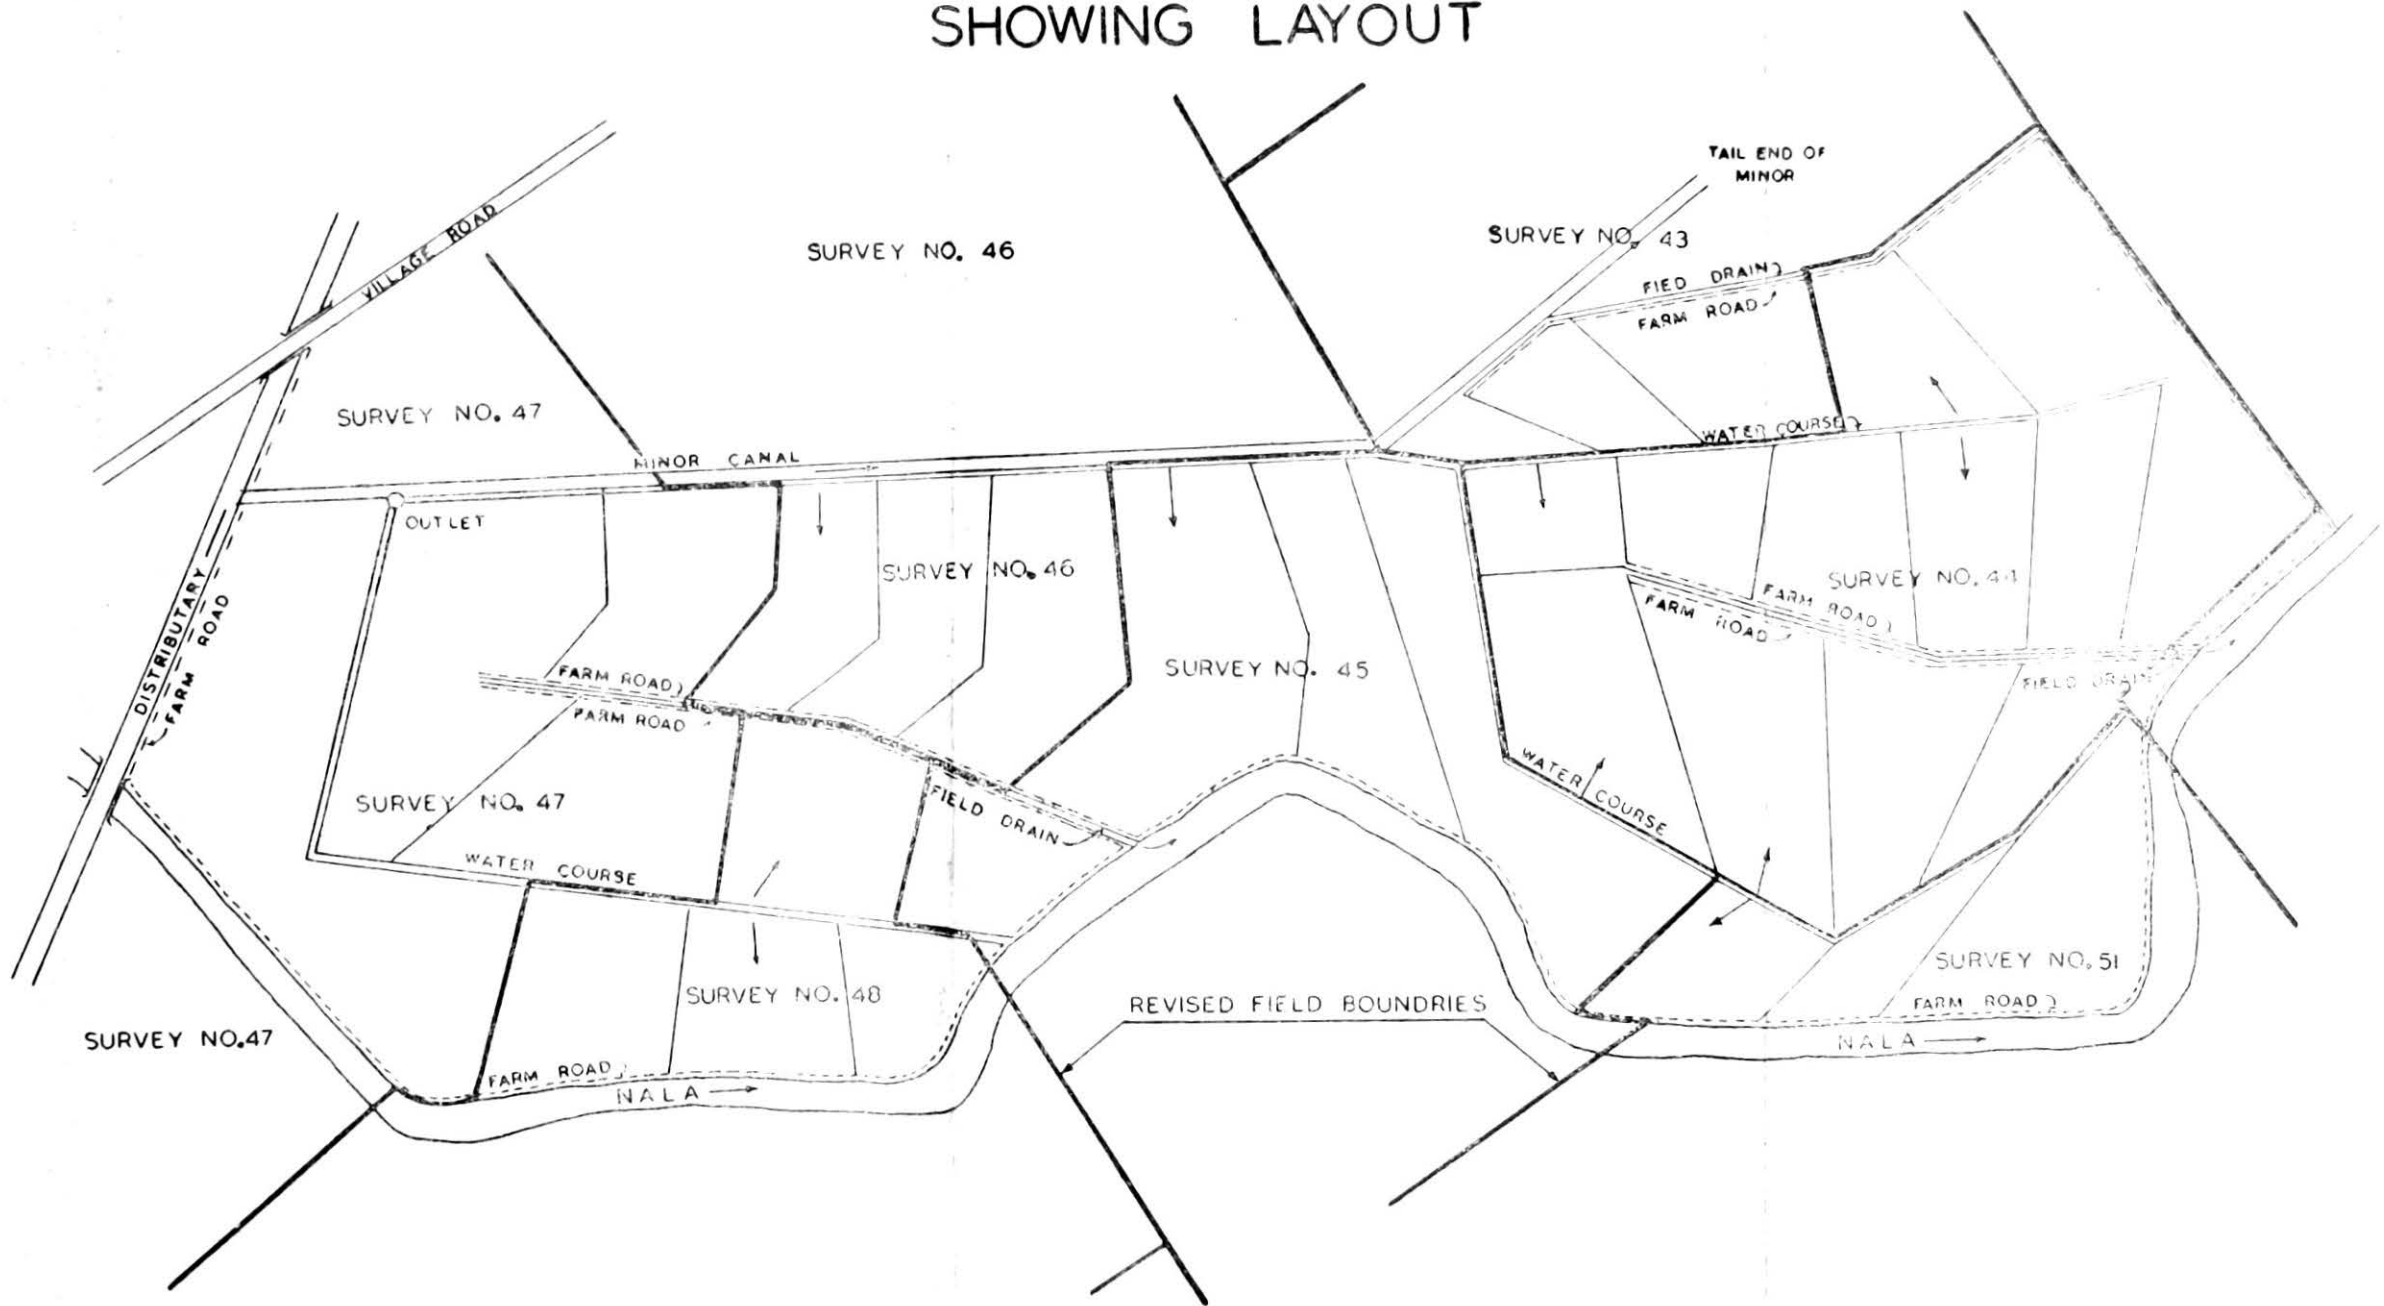 SHOWING LAYOUT
TAIL END OF
MINOR
VILLAGE ROAD
SURVEY NO. 46
SURVEY NO. 43
FIED DRAIN
FARM ROAD
SURVEY NO. 47
WATER COURSE
MINOR CANAL
OUTLET
SURVEY NO. 46
SURVEY NO. 44
DISTRIBUTARY
FARM ROAD
FARM ROAD
FARM ROAD
SURVEY NO. 45
FARM ROAD
FARM ROAD
FIELD DRAIN
SURVEY NO. 47
FIELD DRAIN
WATER COURSE
WATER COURSE
SURVEY NO. 48
SURVEY NO. 51
REVISED FIELD BOUNDRIES
FARM ROAD
SURVEY NO. 47
NALA
FARM ROAD
NALA